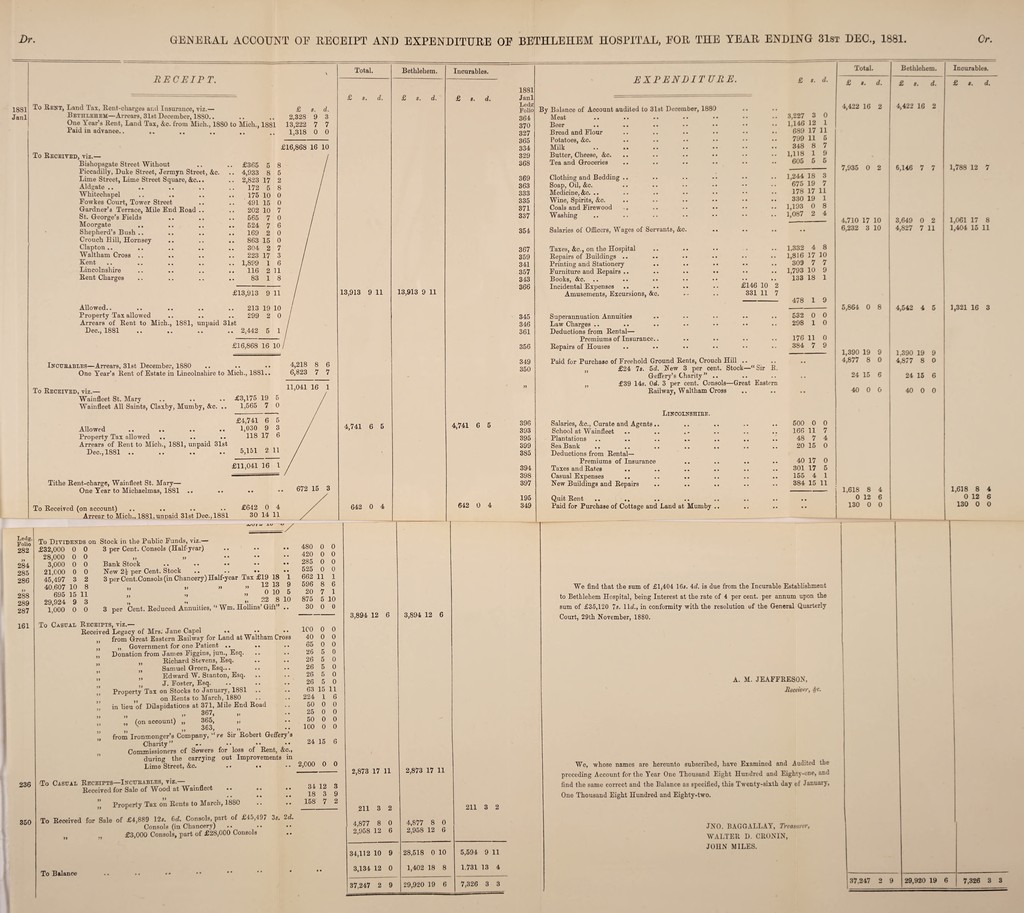 Dr. GENERAL ACCOUNT OF RECEIPT AND EXPENDITURE OF BETHLEHEM HOSPITAL, FOR THE YEAR ENDING 31ST DEC., 1881. Cr.
RECEIPT. Total. Bethlehem. Incurables.
£ s. d. £ s. d. £ s. d.
1881 Jan1 To RENT, Land Tax, Rent-charges and Insurance, viz.— £ s. d.
BETHLEHEM—Arrears, 31st December, 1880.. 2,328 9 3
One Year's Rent, Land Tax, &c. from Mich., 1880 to Mich., 1881 13,222 7 7
Paid in advance.. 1,318 0 0
£16,868 16 10
To RECEIVED, viz.—
Bishopsgate Street Without £365 5 8
Piccadilly, Duke Street, Jermyn Street, &c. 4,933 8 5
Lime Street, Lime Street Square, &c... 2,823 17 2
Aldgate .. 172 5 8
Whitechapel 175 10 0
Fowkes Court, Tower Street 491 15 0
Gardner's Terrace, Mile End Road .. 202 10 7
St. George's Fields 565 7 0
Moorgate 524 7 6
Shepherd's Bush .. 169 2 0
Crouch Hill, Hornsey 863 15 0
Clapton .. 304 2 7
Waltham Cross .. 223 17 3
Kent 1,899 1 6
Lincolnshire 116 2 11
Rent Charges 83 1 8
£13,913 9 11 13,913 9 11 13,913 9 11
Allowed.. 213 19 10
Property Tax allowed 299 2 0
Arrears of Rent to Mich., 1881, unpaid 31st
Dec., 1881 2,442 5 1
£16,868 16 10
INCURABLES—Arrears, 31st December, 1880 4,218 8 6
One Year's Rent of Estate in Lincolnshire to Mich., 1881.. 6,823 7 7
11,041 16 1
To RECEIVED, viz.—
Wainfleet St. Mary £3,175 19 5
Wainfleet All Saints, Claxby, Mumby, &c. .. 1,565 7 0
£4,741 6 5 4,741 6 5 4,741 6 5
Allowed 1,030 9 3
Property Tax allowed .. 118 17 6
Arrears of Rent to Mich., 1881, unpaid 31st
Dec., 1881 .. 5,151 2 11
£11,041 16 1
Tithe Rent-charge, Wainfleet St. Mary—
One Year to Michaelmas, 1881 .. 672 15 3
To Received (on account) £642 0 4 642 0 4 642 0 4
Arrear to Mich., 1881, unpaid 31st Dec., 1881 30 14 11
Ledg. Folio To DIVIDENDS on Stock in the Public Funds, viz.—
282 £32,000 0 0 3 per Cent. Consols (Half-year) 480 0 0
„ 28,000 0 0 „ „ 420 0 0
284 3,000 0 0 Bank Stock 285 0 0
285 21,000 0 0 New 2½ per Cent. Stock 525 0 0
286 45,497 3 2 3 per Cent. Consols (in Chancery) Half-year Tax £19 18 1 662 11 1
„ 40,607 10 8 „ „ „ 12 13 9 596 8 6
288 695 15 11 „ „ 0 10 5 20 7 1
289 29,924 9 3 „ „ 22 8 10 875 5 10
287 1,000 0 0 3 per Cent. Reduced Annuities, "Wm. Hollins' Gift" .. 30 0 0
3,894 12 6 3,894 12 6
161 To CASUAL RECEIPTS, viz.—
Received Legacy of Mrs. Jane Capel 100 0 0
„ from Great Eastern Railway for Land at Waltham Cross 40 0 0
„ „ Government for one Patient .. 65 0 0
„ Donation from James Figgins, jun., Esq. 26 5 0
„ „ Richard Stevens, Esq. 26 5 0
„ „ Samuel Green, Esq... 26 5 0
„ „ Edward W. Stanton, Esq. 26 5 0
„ „ J. Foster, Esq. 26 5 0
„ Property Tax on Stocks to January, 1881 63 15 11
„ „ on Rents to March, 1880 224 1 6
„ in lieu of Dilapidations at 371, Mile End Road 50 0 0
„ „ „ 367, „ 25 0 0
„ „ (on account) „ 365, „ 50 0 0
„ „ „ 363, „ 100 0 0
„ from Ironmonger's Company, "re Sir Robert Geffery's
Charity" 24 15 6
„ Commissioners of Sewers for loss of Rent, &c.,
during the carrying out Improvements in
Lime Street, &c. 2,000 0 0
2,873 17 11 2,873 17 11
236 To CASUAL RECEIPTS—INCURABLES, viz.—
Received for Sale of Wood at Wainfleet 34 12 3
„ „ 18 3 9
„ Property Tax on Rents to March, 1880 158 7 2
211 3 2 211 3 2
350 To Received for Sale of £4,889 12s. 6d. Consols, part of £45,497 3s. 2d.
Consols (in Chancery) 4,877 8 0 4,877 8 0
„ „ £3,000 Consols, part of £28,000 Consols 2,958 12 6 2,958 12 6
34,112 10 9 28,518 0 10 5,594 9 11
To Balance 3,134 12 0 1,402 18 8 1,731 13 4
37,247 2 9 29,920 19 6 7,326 3 3
EXPENDITURE. £ s. d. Total. Bethlehem. Incurables.
£ s. d. £ s. d. £ s. d.
1881 Jan1
Ledg Folio By Balance of Account audited to 31st December, 1880 4,422 16 2 4,422 16 2
364 Meat 3,227 3 0
370 Beer 1,146 12 1
327 Bread and Flour 689 17 11
365 Potatoes, &c. 799 11 5
334 Milk 348 8 7
329 Butter, Cheese, &c. 1,118 1 9
368 Tea and Groceries 605 5 5
7,935 0 2 6,146 7 7 1,788 12 7
369 Clothing and Bedding .. 1,244 18 3
363 Soap, Oil, &c. 675 19 7
333 Medicine, &c. .. 178 17 11
335 Wine, Spirits, &c. 330 19 1
371 Coals and Firewood 1,193 0 8
337 Washing 1,087 2 4
4,710 17 10 3,649 0 2 1,061 17 8
354 Salaries of Officers, Wages of Servants, &c. 6,232 3 10 4,827 7 11 1,404 15 11
367 Taxes, &c., on the Hospital 1,332 4 8
359 Repairs of Buildings .. 1,816 17 10
341 Printing and Stationery 309 7 7
357 Furniture and Repairs .. 1,793 10 9
343 Books, &c. .. 133 18 1
366 Incidental Expenses £146 10 2
Amusements, Excursions, &c. 331 11 7
478 1 9
5,864 0 8 4,542 4 5 1,321 16 3
345 Superannuation Annuities 532 0 0
346 Law Charges .. 298 1 0
361 Deductions from Rental—
Premiums of Insurance.. 176 11 0
356 Repairs of Houses 384 7 9
1,390 19 9 1,390 19 9
349 Paid for Purchase of Freehold Ground Rents, Crouch Hill .. 4,877 8 0 4,877 8 0
350 „ £24 7s. 5d. New 3 per cent. Stock—"Sir R.
Geffery's Charity" .. 24 15 6 24 15 6
„ „ £39 14s. 0d. 3 per cent. Consols—Great Eastern
Railway, Waltham Cross 40 0 0 40 0 0
LINCOLNSHIRE.
396 Salaries, &c., Curate and Agents.. 500 0 0
393 School at Wainfleet 166 11 7
395 Plantations .. 48 7 4
399 Sea Bank 20 15 0
385 Deductions from Rental—
Premiums of Insurance 40 17 0
394 Taxes and Rates 301 17 5
398 Casual Expenses 155 4 1
397 New Buildings and Repairs 384 15 11
1,618 8 4 1,618 8 4
195 Quit Rent 0 12 6 0 12 6
349 Paid for Purchase of Cottage and Land at Mumby .. 130 0 0 130 0 0
We find that the sum of £1,404 16s. 4d. is due from the Incurable Establishment
to Bethlehem Hospital, being Interest at the rate of 4 per cent. per annum upon the
sum of £35,120 7s. 11d., in conformity with the resolution of the General Quarterly
Court, 29th November, 1880.
A. M. JEAFFRESON,
Receiver, &c.
We, whose names are hereunto subscribed, have Examined and Audited the
preceding Account for the Year One Thousand Eight Hundred and Eighty-one, and
find the same correct and the Balance as specified, this Twenty-sixth day of January,
One Thousand Eight Hundred and Eighty-two.
JNO. BAGGALLAY, Treasurer,
WALTER D. CRONIN,
JOHN MILES.
37,247 2 9 29,920 19 6 7,326 3 3